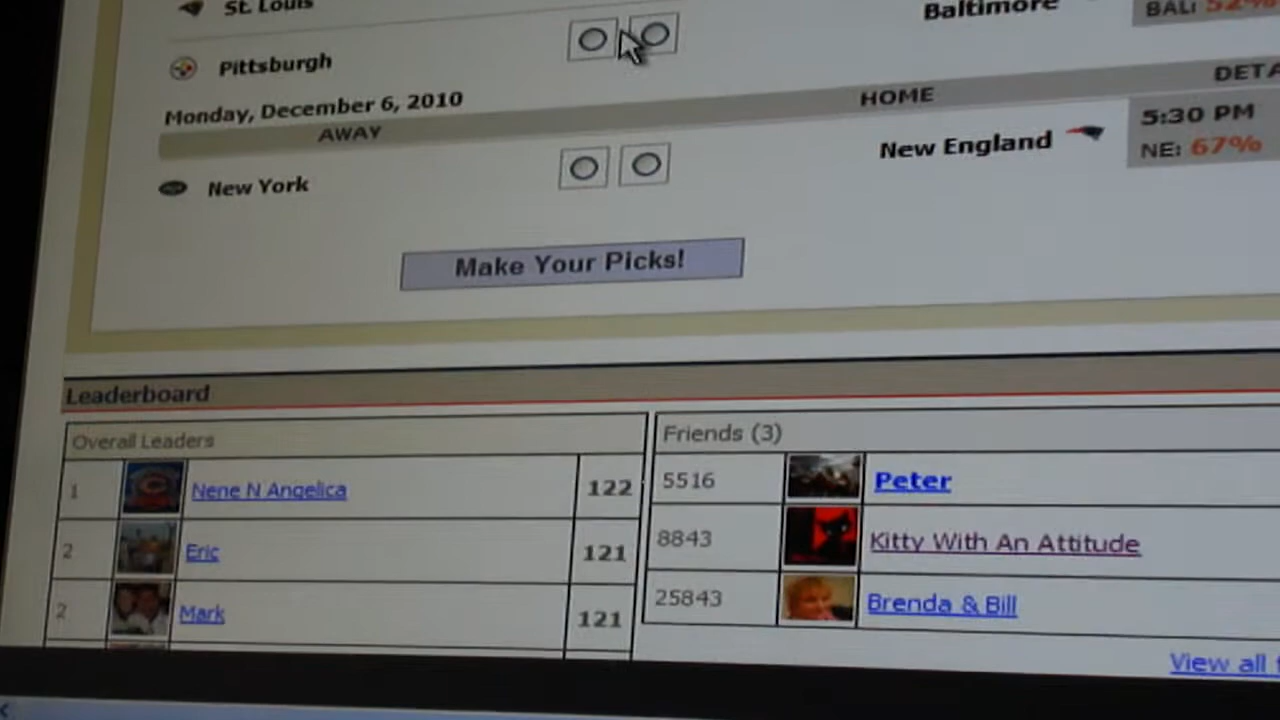 St. Louis
Baltimore
BAL: 52%
Pittsburgh
Monday, December 6, 2010
AWAY
HOME
DETA
5:30 PM
New England
NE: 67%
New York
Make Your Picks!
Leaderboard
Overall Leaders
1 Nene N Angelica 122
2 Eric 121
2 Mark 121
Friends (3)
5516 Peter
8843 Kitty With An Attitude
25843 Brenda & Bill
View all